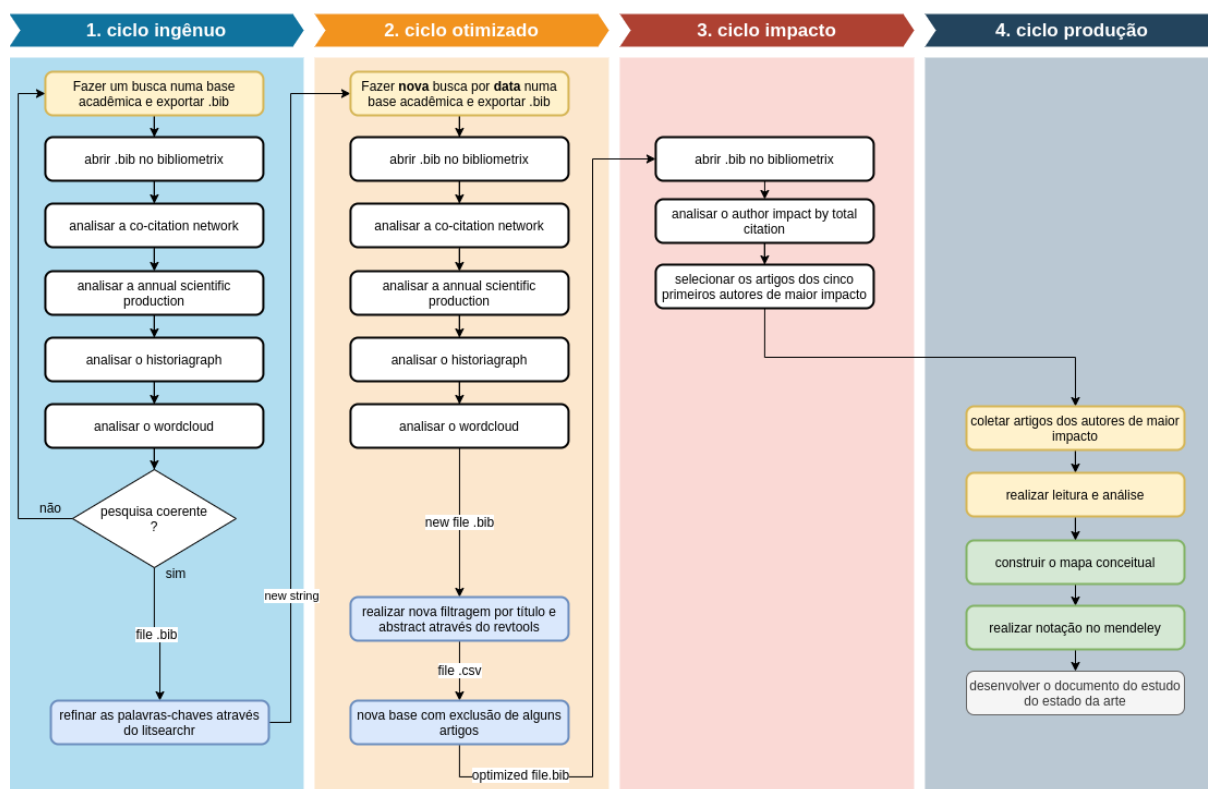 1. ciclo ingênuo
2. ciclo otimizado
3. ciclo impacto
4. ciclo produção
Fazer um busca numa base
acadêmica e exportar .bib
abrir .bib no bibliometrix
analisar a co-citation network
analisar a annual scientific
production
analisar o historiagraph
analisar o wordcloud
pesquisa coerente
?
não
sim
file .bib
refinar as palavras-chaves através
do litsearchr
new string
Fazer nova busca por data numa
base acadêmica e exportar .bib
abrir .bib no bibliometrix
analisar a co-citation network
analisar a annual scientific
production
analisar o historiagraph
analisar o wordcloud
new file .bib
realizar nova filtragem por título e
abstract através do revtools
file .csv
nova base com exclusão de alguns
artigos
optimized file.bib
abrir .bib no bibliometrix
analisar o author impact by total
citation
selecionar os artigos dos cinco
primeiros autores de maior impacto
coletar artigos dos autores de maior
impacto
realizar leitura e análise
construir o mapa conceitual
realizar notação no mendeley
desenvolver o documento do estudo
do estado da arte